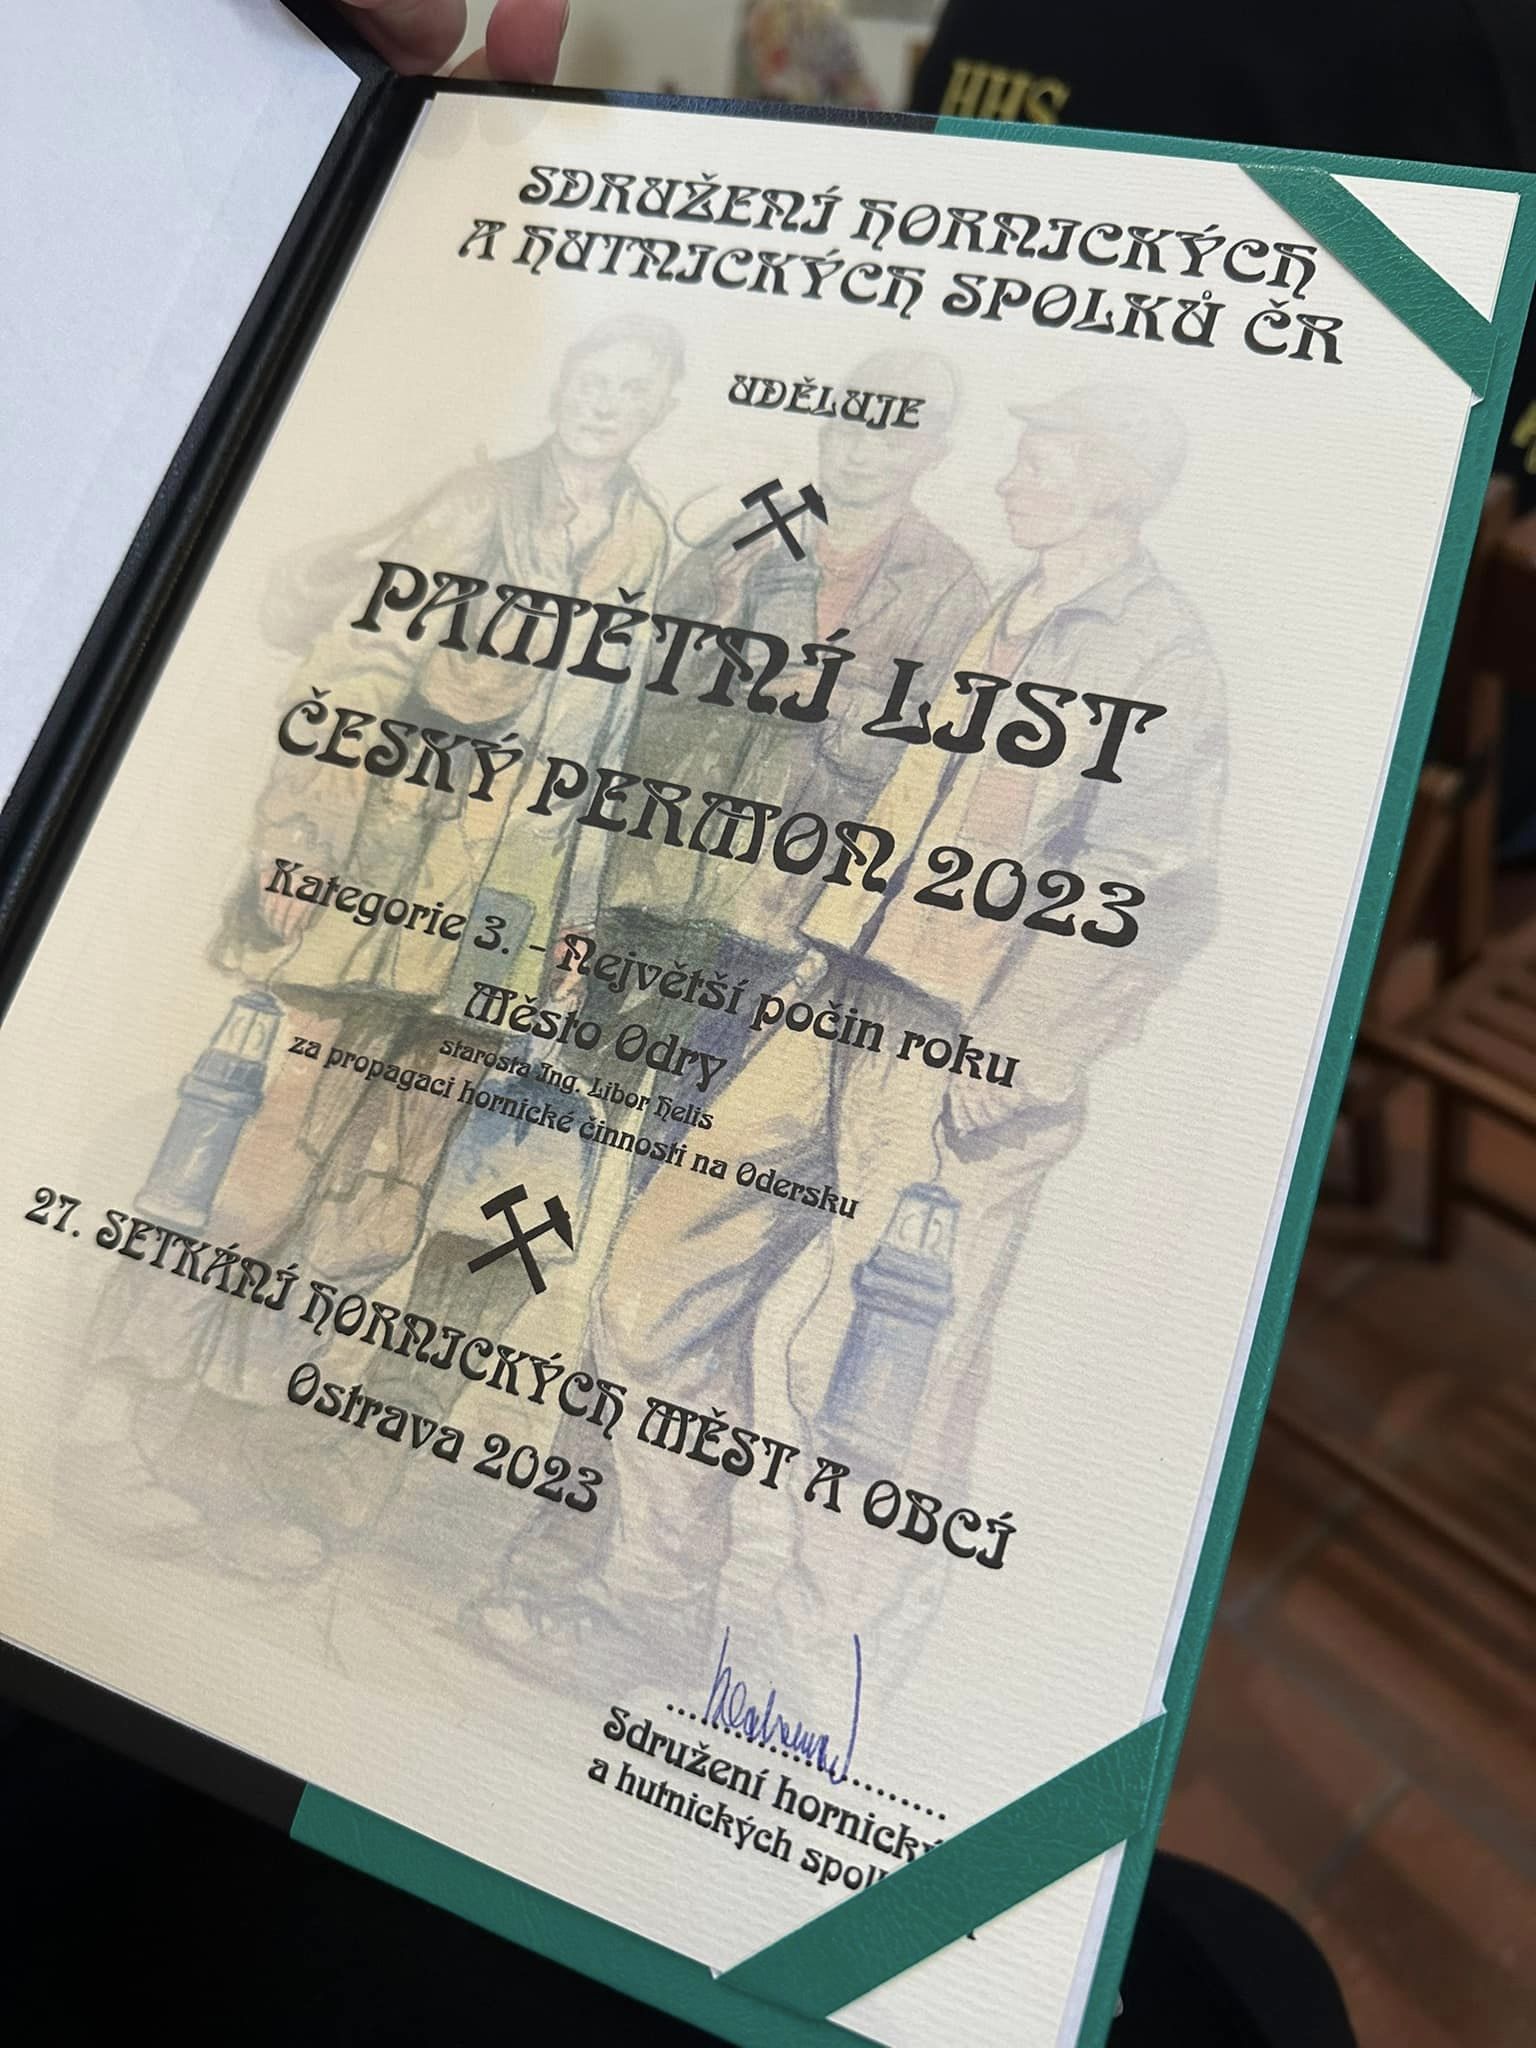 HHS
SDRUŽENÍ HORNICKÝCH
A HUTNICKÝCH SPOLKŮ ČR
UDĚLUJE
PAMĚTNÍ LIST
ČESKÝ PERMON 2023
Kategorie 3. - Největší počin roku
Město Odry
starosta Ing. Libor Helis
za propagaci hornické činnosti na Odersku
27. SETKÁNÍ HORNICKÝCH MĚST A OBCÍ
Ostrava 2023
Sdružení hornický
a hutnických spol